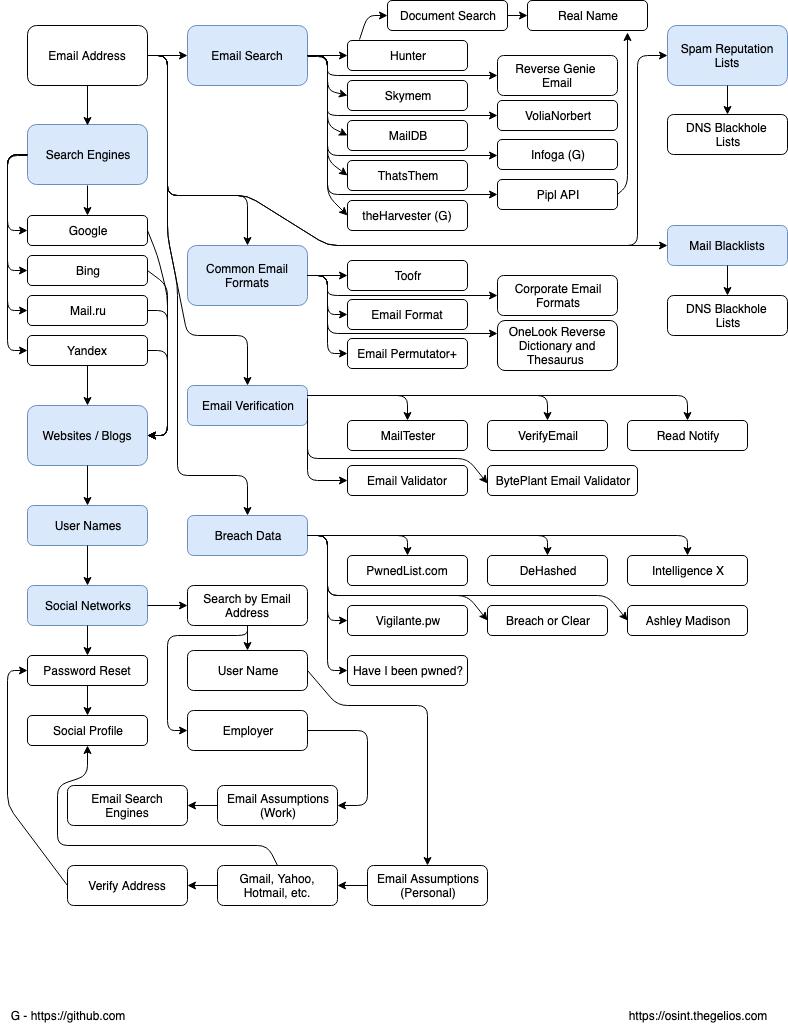 Document Search
Real Name
Email Address
Email Search
Hunter
Spam Reputation
Lists
Reverse Genie
Email
Skymem
VoliaNorbert
MailDB
DNS Blackhole
Lists
Search Engines
Infoga (G)
ThatsThem
Pipl API
theHarvester (G)
Google
Mail Blacklists
Bing
Common Email
Formats
Toofr
Corporate Email
Formats
Mail.ru
Email Format
DNS Blackhole
Lists
OneLook Reverse
Dictionary and
Thesaurus
Yandex
Email Permutator+
Email Verification
Websites / Blogs
MailTester
VerifyEmail
Read Notify
Email Validator
BytePlant Email Validator
User Names
Breach Data
PwnedList.com
DeHashed
Intelligence X
Social Networks
Search by Email
Address
Vigilante.pw
Breach or Clear
Ashley Madison
Password Reset
User Name
Have I been pwned?
Social Profile
Employer
Email Search
Engines
Email Assumptions
(Work)
Verify Address
Gmail, Yahoo,
Hotmail, etc.
Email Assumptions
(Personal)
G - https://github.com
https://osint.thegelios.com